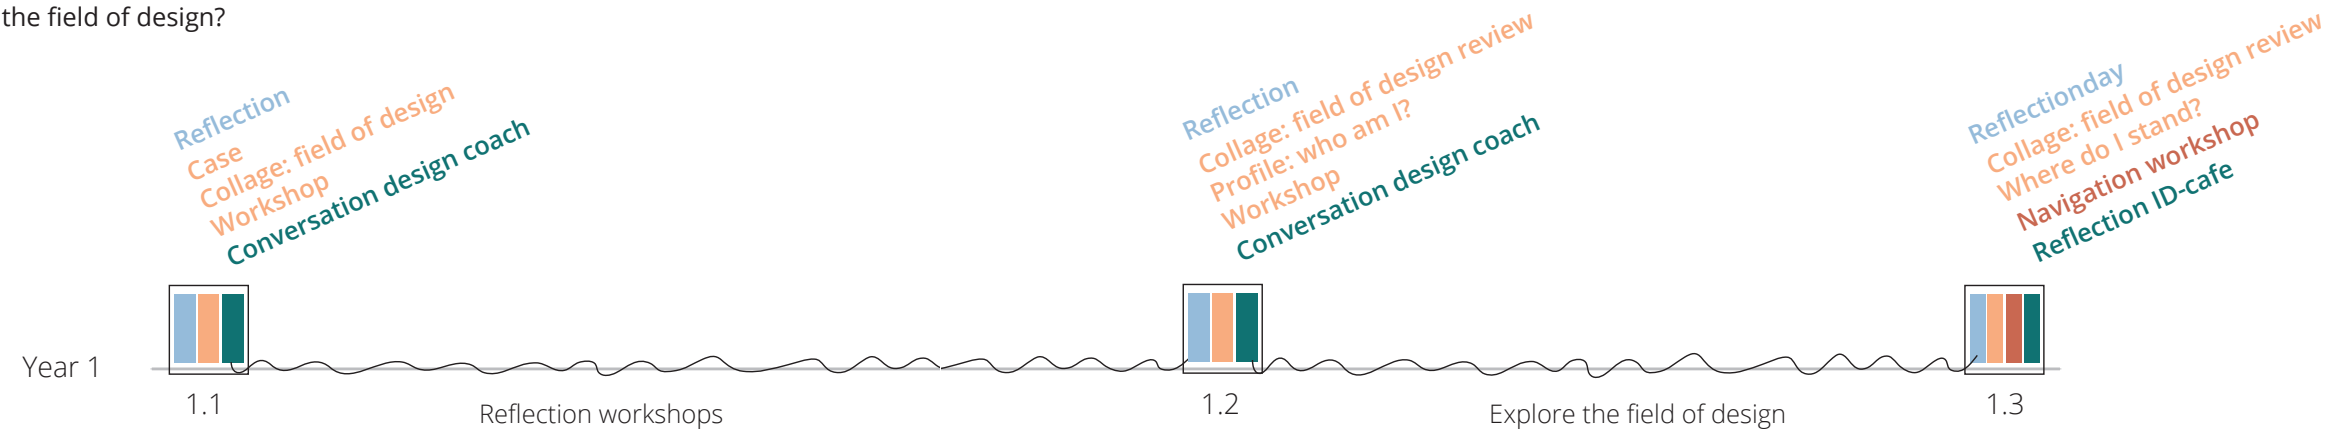 the field of design?
Reflection
Case
Collage: field of design
Workshop
Conversation design coach
Reflection
Collage: field of design review
Profile: who am I?
Workshop
Conversation design coach
Reflectionday
Collage: field of design review
Where do I stand?
Navigation workshop
Reflection ID-cafe
Year 1
1.1
Reflection workshops
1.2
Explore the field of design
1.3